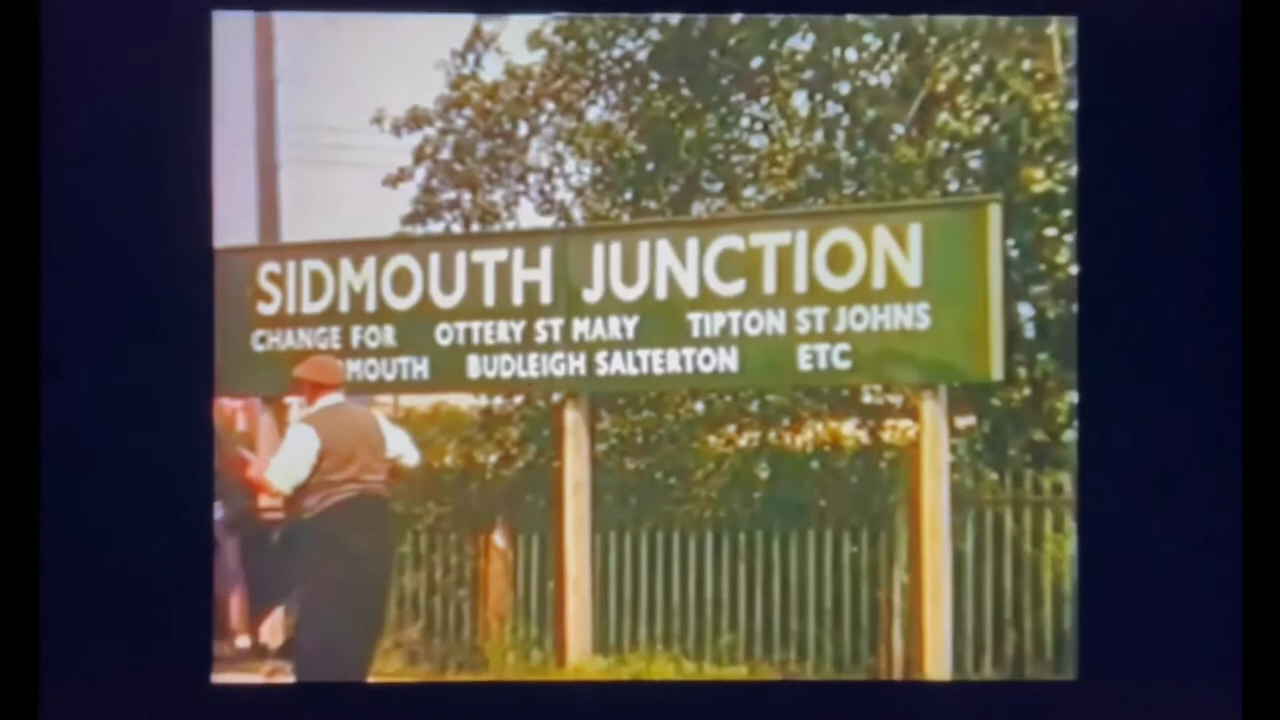 SIDMOUTH JUNCTION
CHANGE FOR OTTERY ST MARY TIPTON ST JOHNS
MOUTH BUDLEIGH SALTERTON ETC